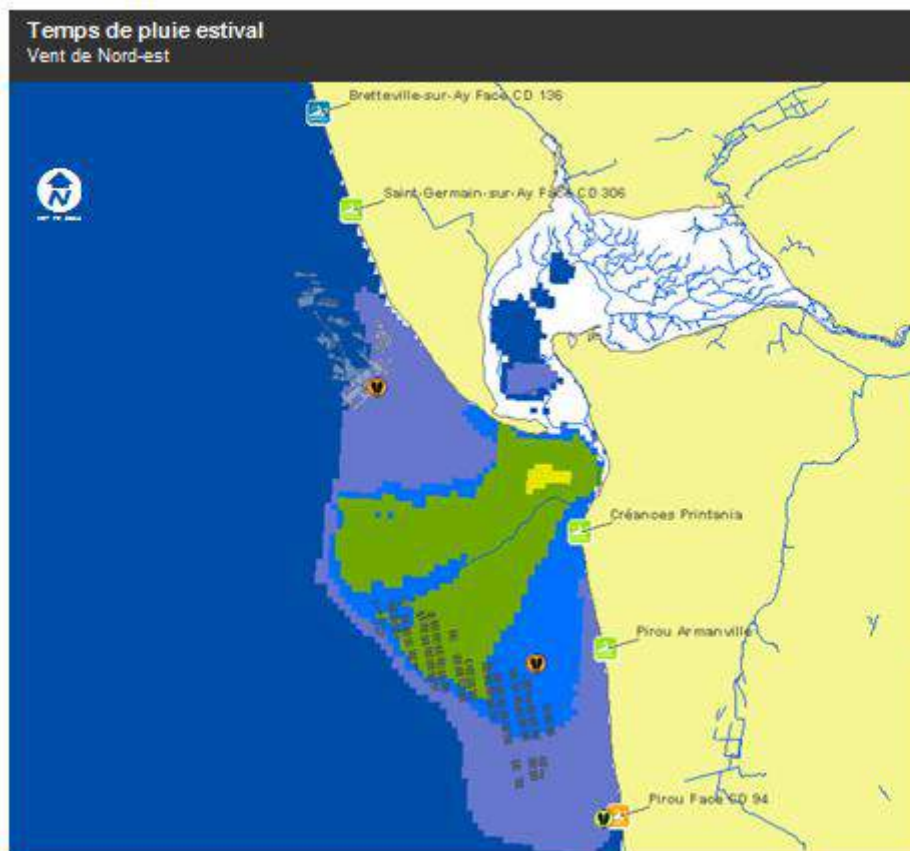 Temps de pluie estival
Vent de Nord-est
Bretteville-sur-Ay Face CD 136
N
Saint-Germain-sur-Ay Face CD 306
Créances Printania
Pirou Armanville
Pirou Face CD 94